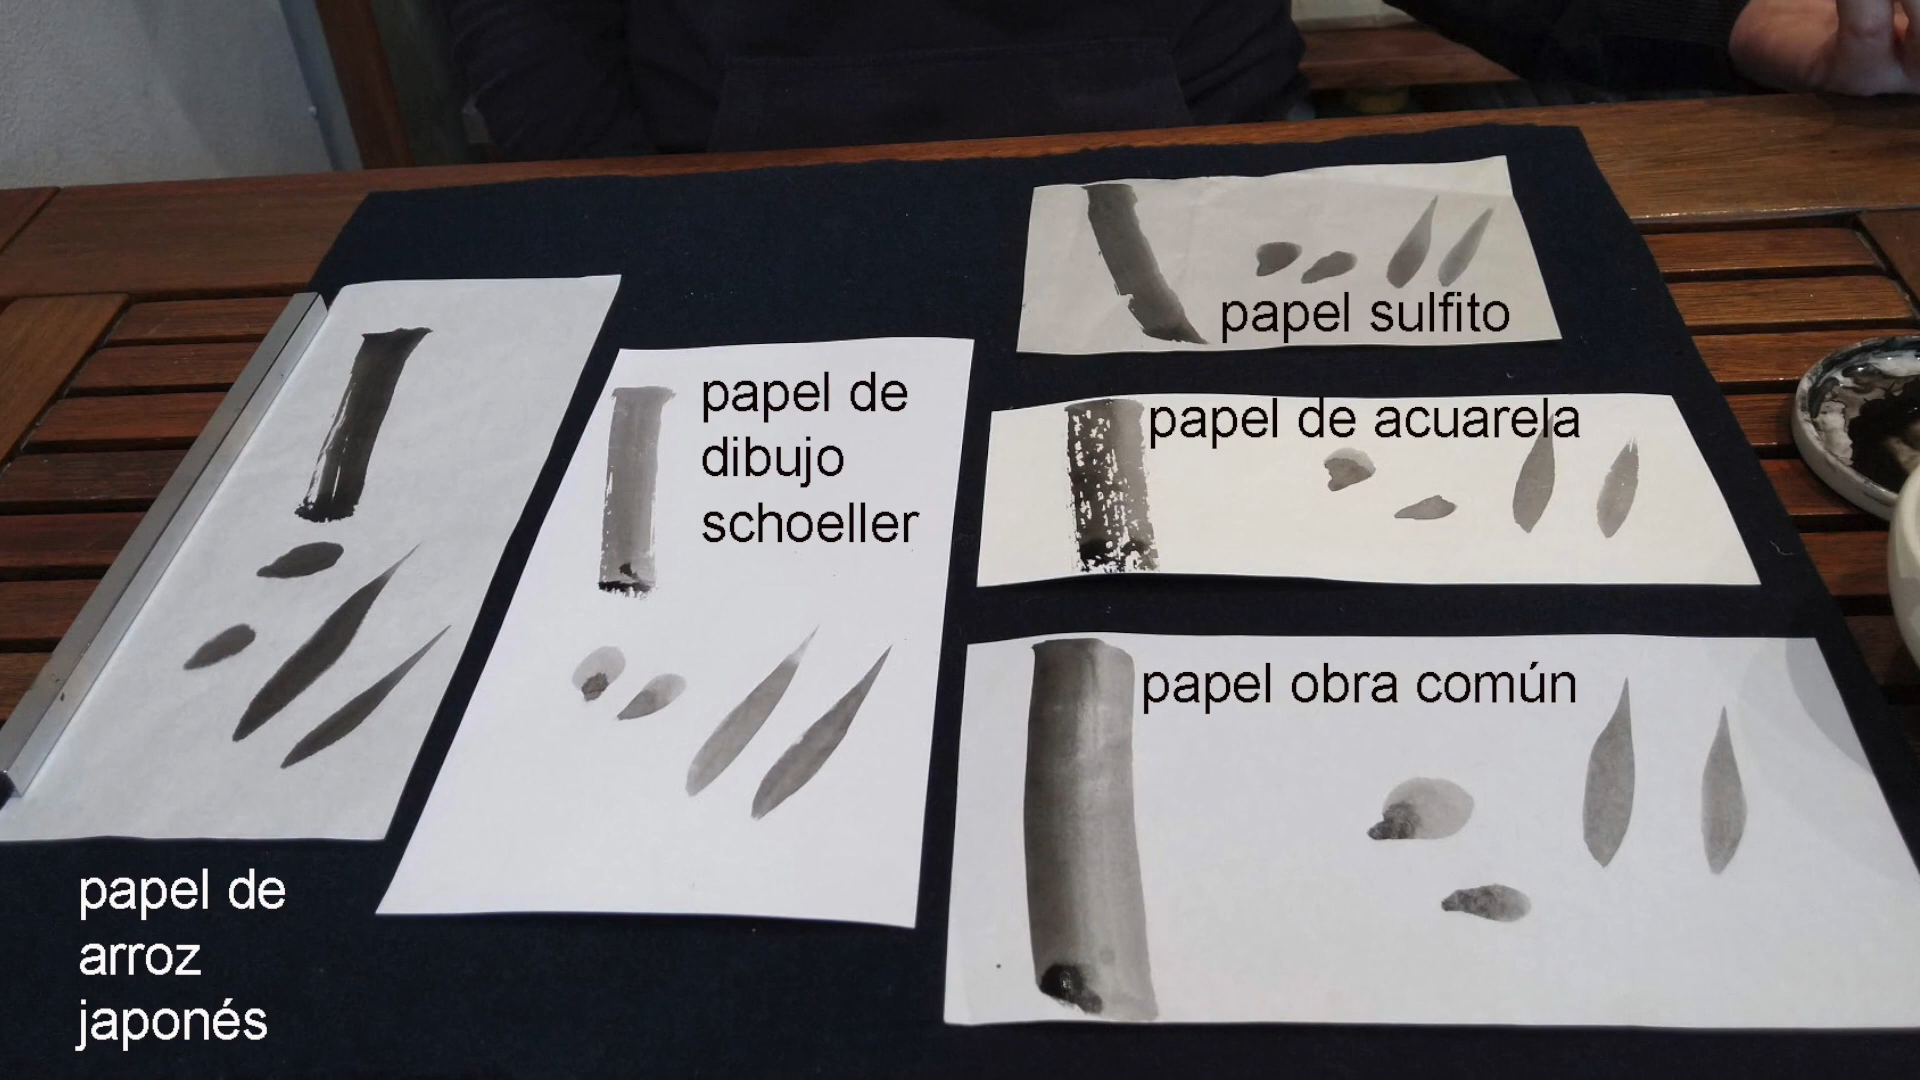 papel sulfito
papel de
dibujo
schoeller
papel de acuarela
papel obra común
papel de
arroz
japonés